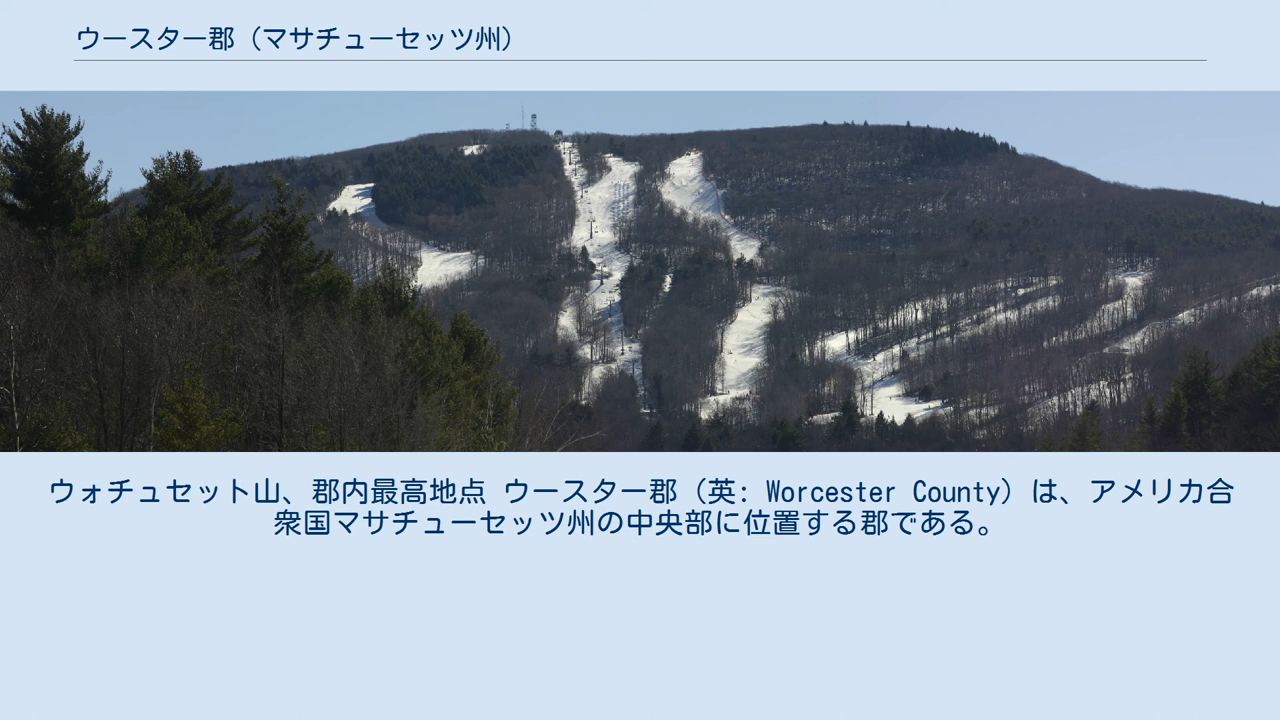 ウースター郡（マサチューセッツ州）
ウォチュセット山、郡内最高地点 ウースター郡（英: Worcester County）は、アメリカ合
衆国マサチューセッツ州の中央部に位置する郡である。